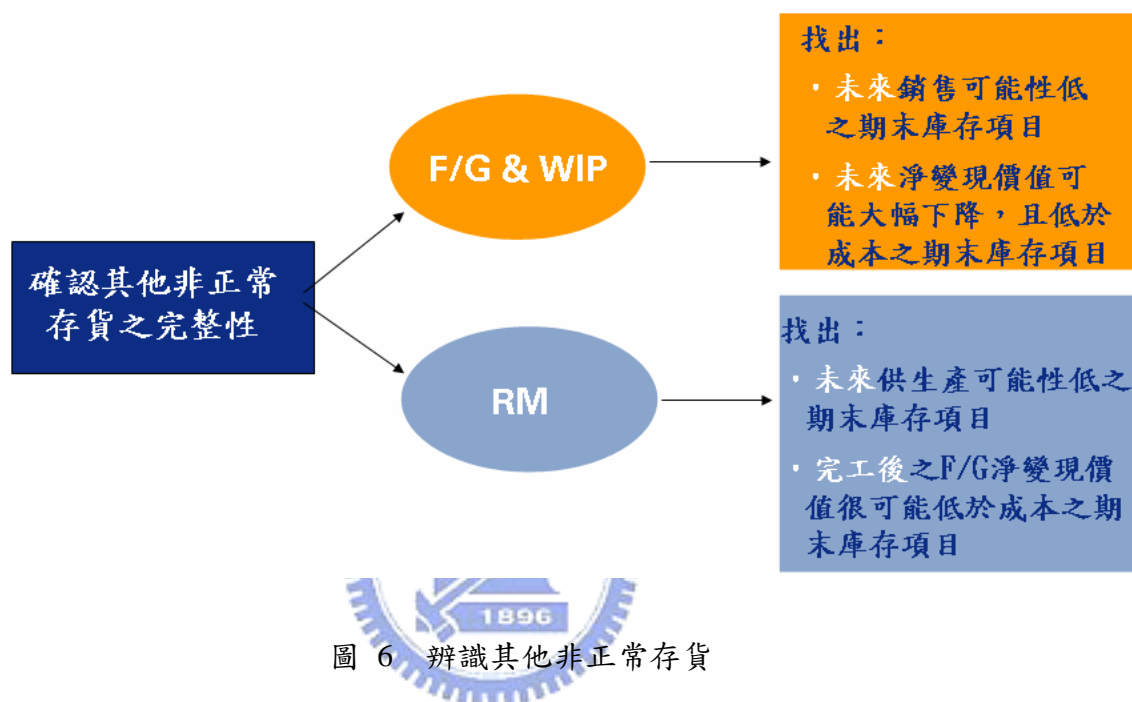 確認其他非正常
存貨之完整性
F/G & WIP
找出：
·未來銷售可能性低
之期末庫存項目
·未來淨變現價值可
能大幅下降，且低於
成本之期末庫存項目
RM
找出：
·未來供生產可能性低之
期末庫存項目
·完工後之F/G淨變現價
值很可能低於成本之期
末庫存項目
1896
圖 6 辨識其他非正常存貨